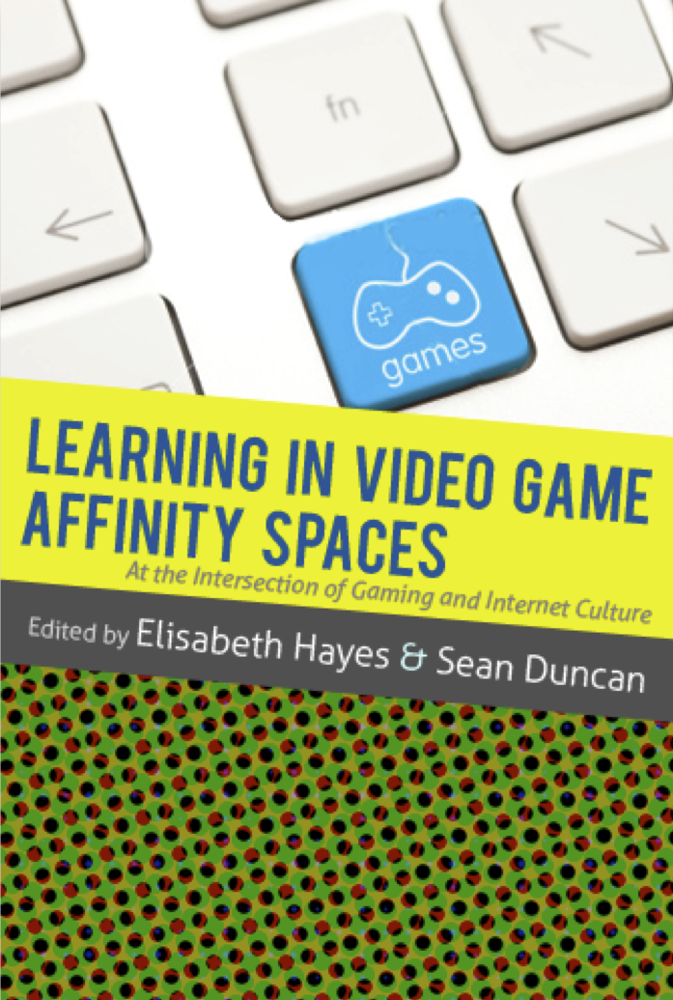 fn
games
LEARNING IN VIDEO GAME
AFFINITY SPACES
At the Intersection of Gaming and Internet Culture
Edited by Elisabeth Hayes & Sean Duncan